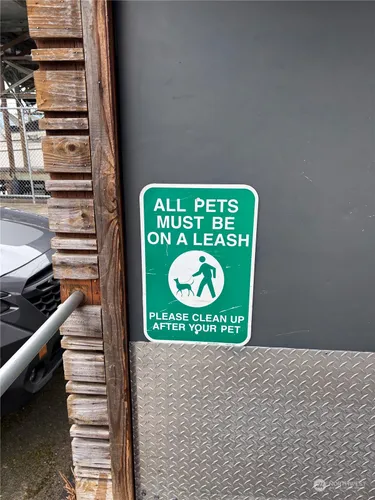 ALL PETS
MUST BE
ON A LEASH
PLEASE CLEAN UP
AFTER YOUR PET